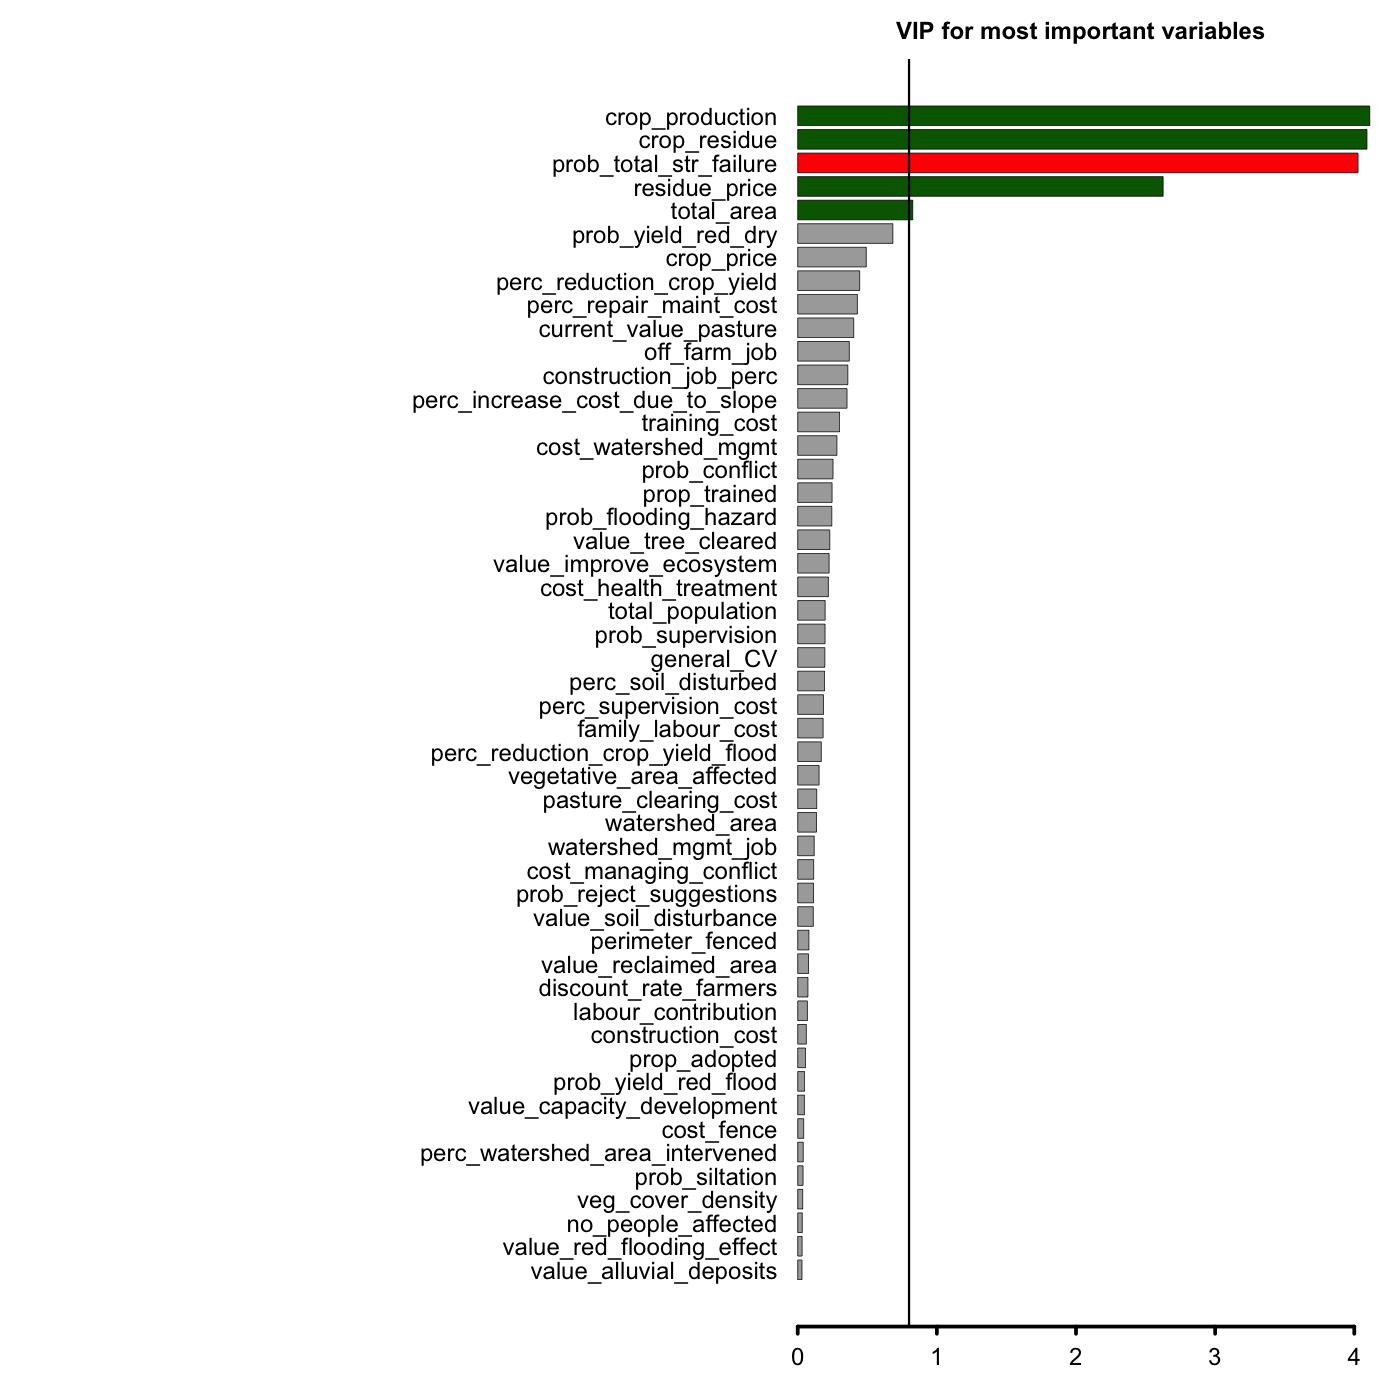 VIP for most important variables
crop_production
crop_residue
prob_total_str_failure
residue_price
total_area
prob_yield_red_dry
crop_price
perc_reduction_crop_yield
perc_repair_maint_cost
current_value_pasture
off_farm_job
construction_job_perc
perc_increase_cost_due_to_slope
training_cost
cost_watershed_mgmt
prob_conflict
prop_trained
prob_flooding_hazard
value_tree_cleared
value_improve_ecosystem
cost_health_treatment
total_population
prob_supervision
general_CV
perc_soil_disturbed
perc_supervision_cost
family_labour_cost
perc_reduction_crop_yield_flood
vegetative_area_affected
pasture_clearing_cost
watershed_area
watershed_mgmt_job
cost_managing_conflict
prob_reject_suggestions
value_soil_disturbance
perimeter_fenced
value_reclaimed_area
discount_rate_farmers
labour_contribution
construction_cost
prop_adopted
prob_yield_red_flood
value_capacity_development
cost_fence
perc_watershed_area_intervened
prob_siltation
veg_cover_density
no_people_affected
value_red_flooding_effect
value_alluvial_deposits
0 1 2 3 4